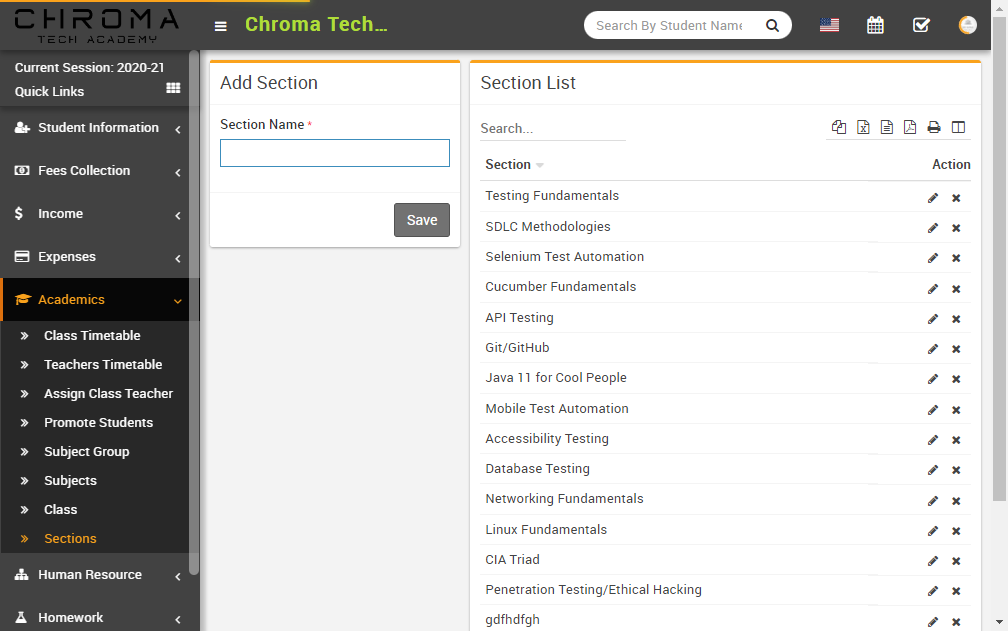 CHROMA
TECH ACADEMY
Chroma Tech...
Search By Student Name
Current Session: 2020-21
Quick Links
Student Information
Fees Collection
Income
Expenses
Academics
Class Timetable
Teachers Timetable
Assign Class Teacher
Promote Students
Subject Group
Subjects
Class
Sections
Human Resource
Homework
Add Section
Section Name *
Save
Section List
Search...
Section Action
Testing Fundamentals
SDLC Methodologies
Selenium Test Automation
Cucumber Fundamentals
API Testing
Git/GitHub
Java 11 for Cool People
Mobile Test Automation
Accessibility Testing
Database Testing
Networking Fundamentals
Linux Fundamentals
CIA Triad
Penetration Testing/Ethical Hacking
gdfhdfgh